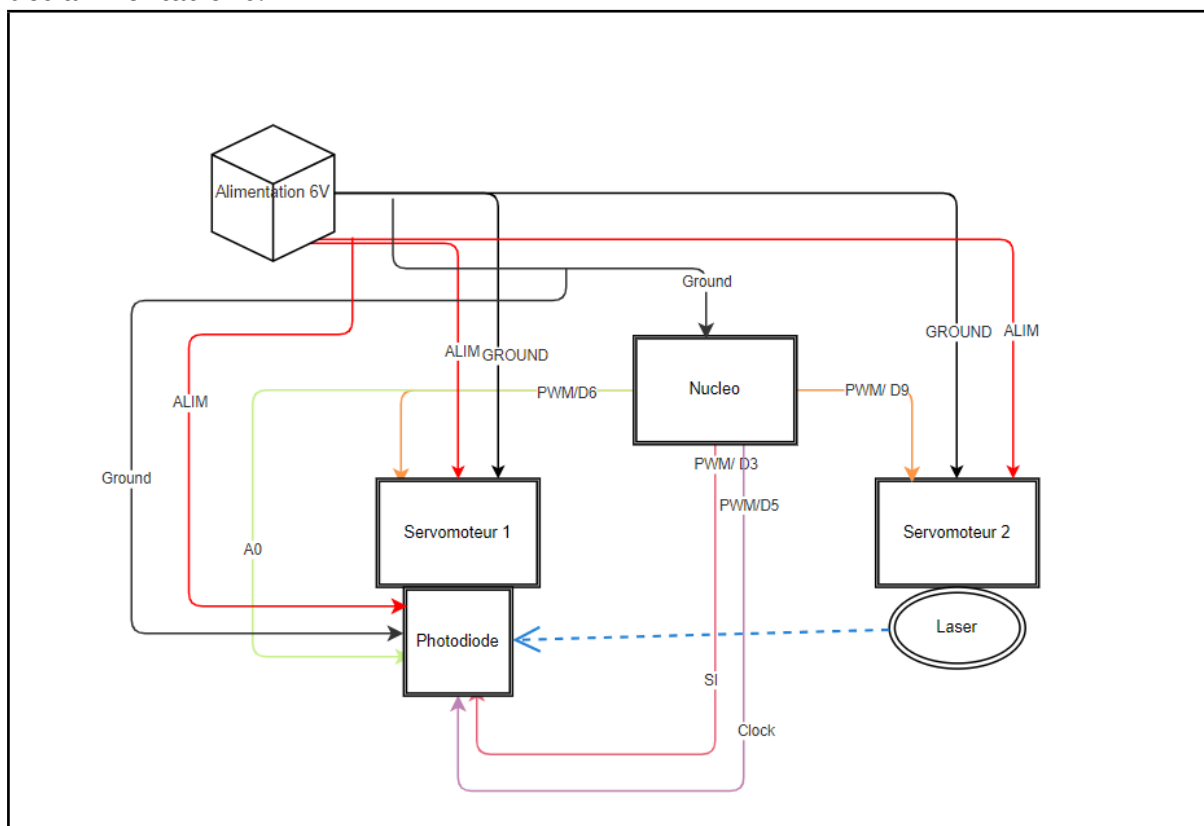 Alimentation 6V
Ground
GROUND
ALIM
ALIM
GROUND
PWM/D6
Nucleo
PWM/ D9
ALIM
Ground
PWM/ D3
PWM/D5
Servomoteur 1
Servomoteur 2
A0
Photodiode
Laser
SI
Clock